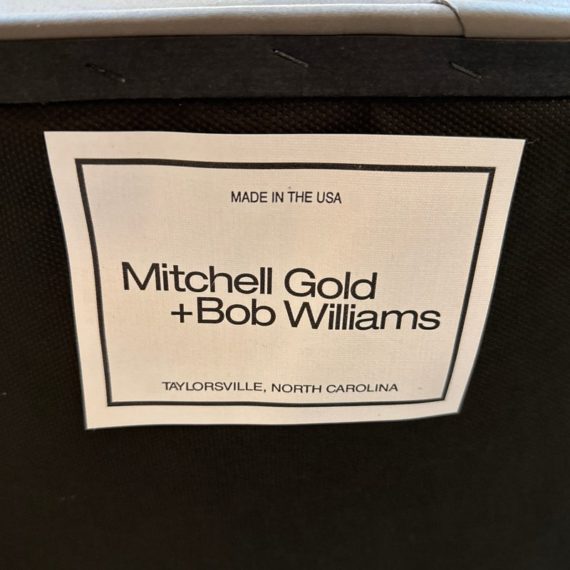 MADE IN THE USA
Mitchell Gold
+Bob Williams
TAYLORSVILLE, NORTH CAROLINA